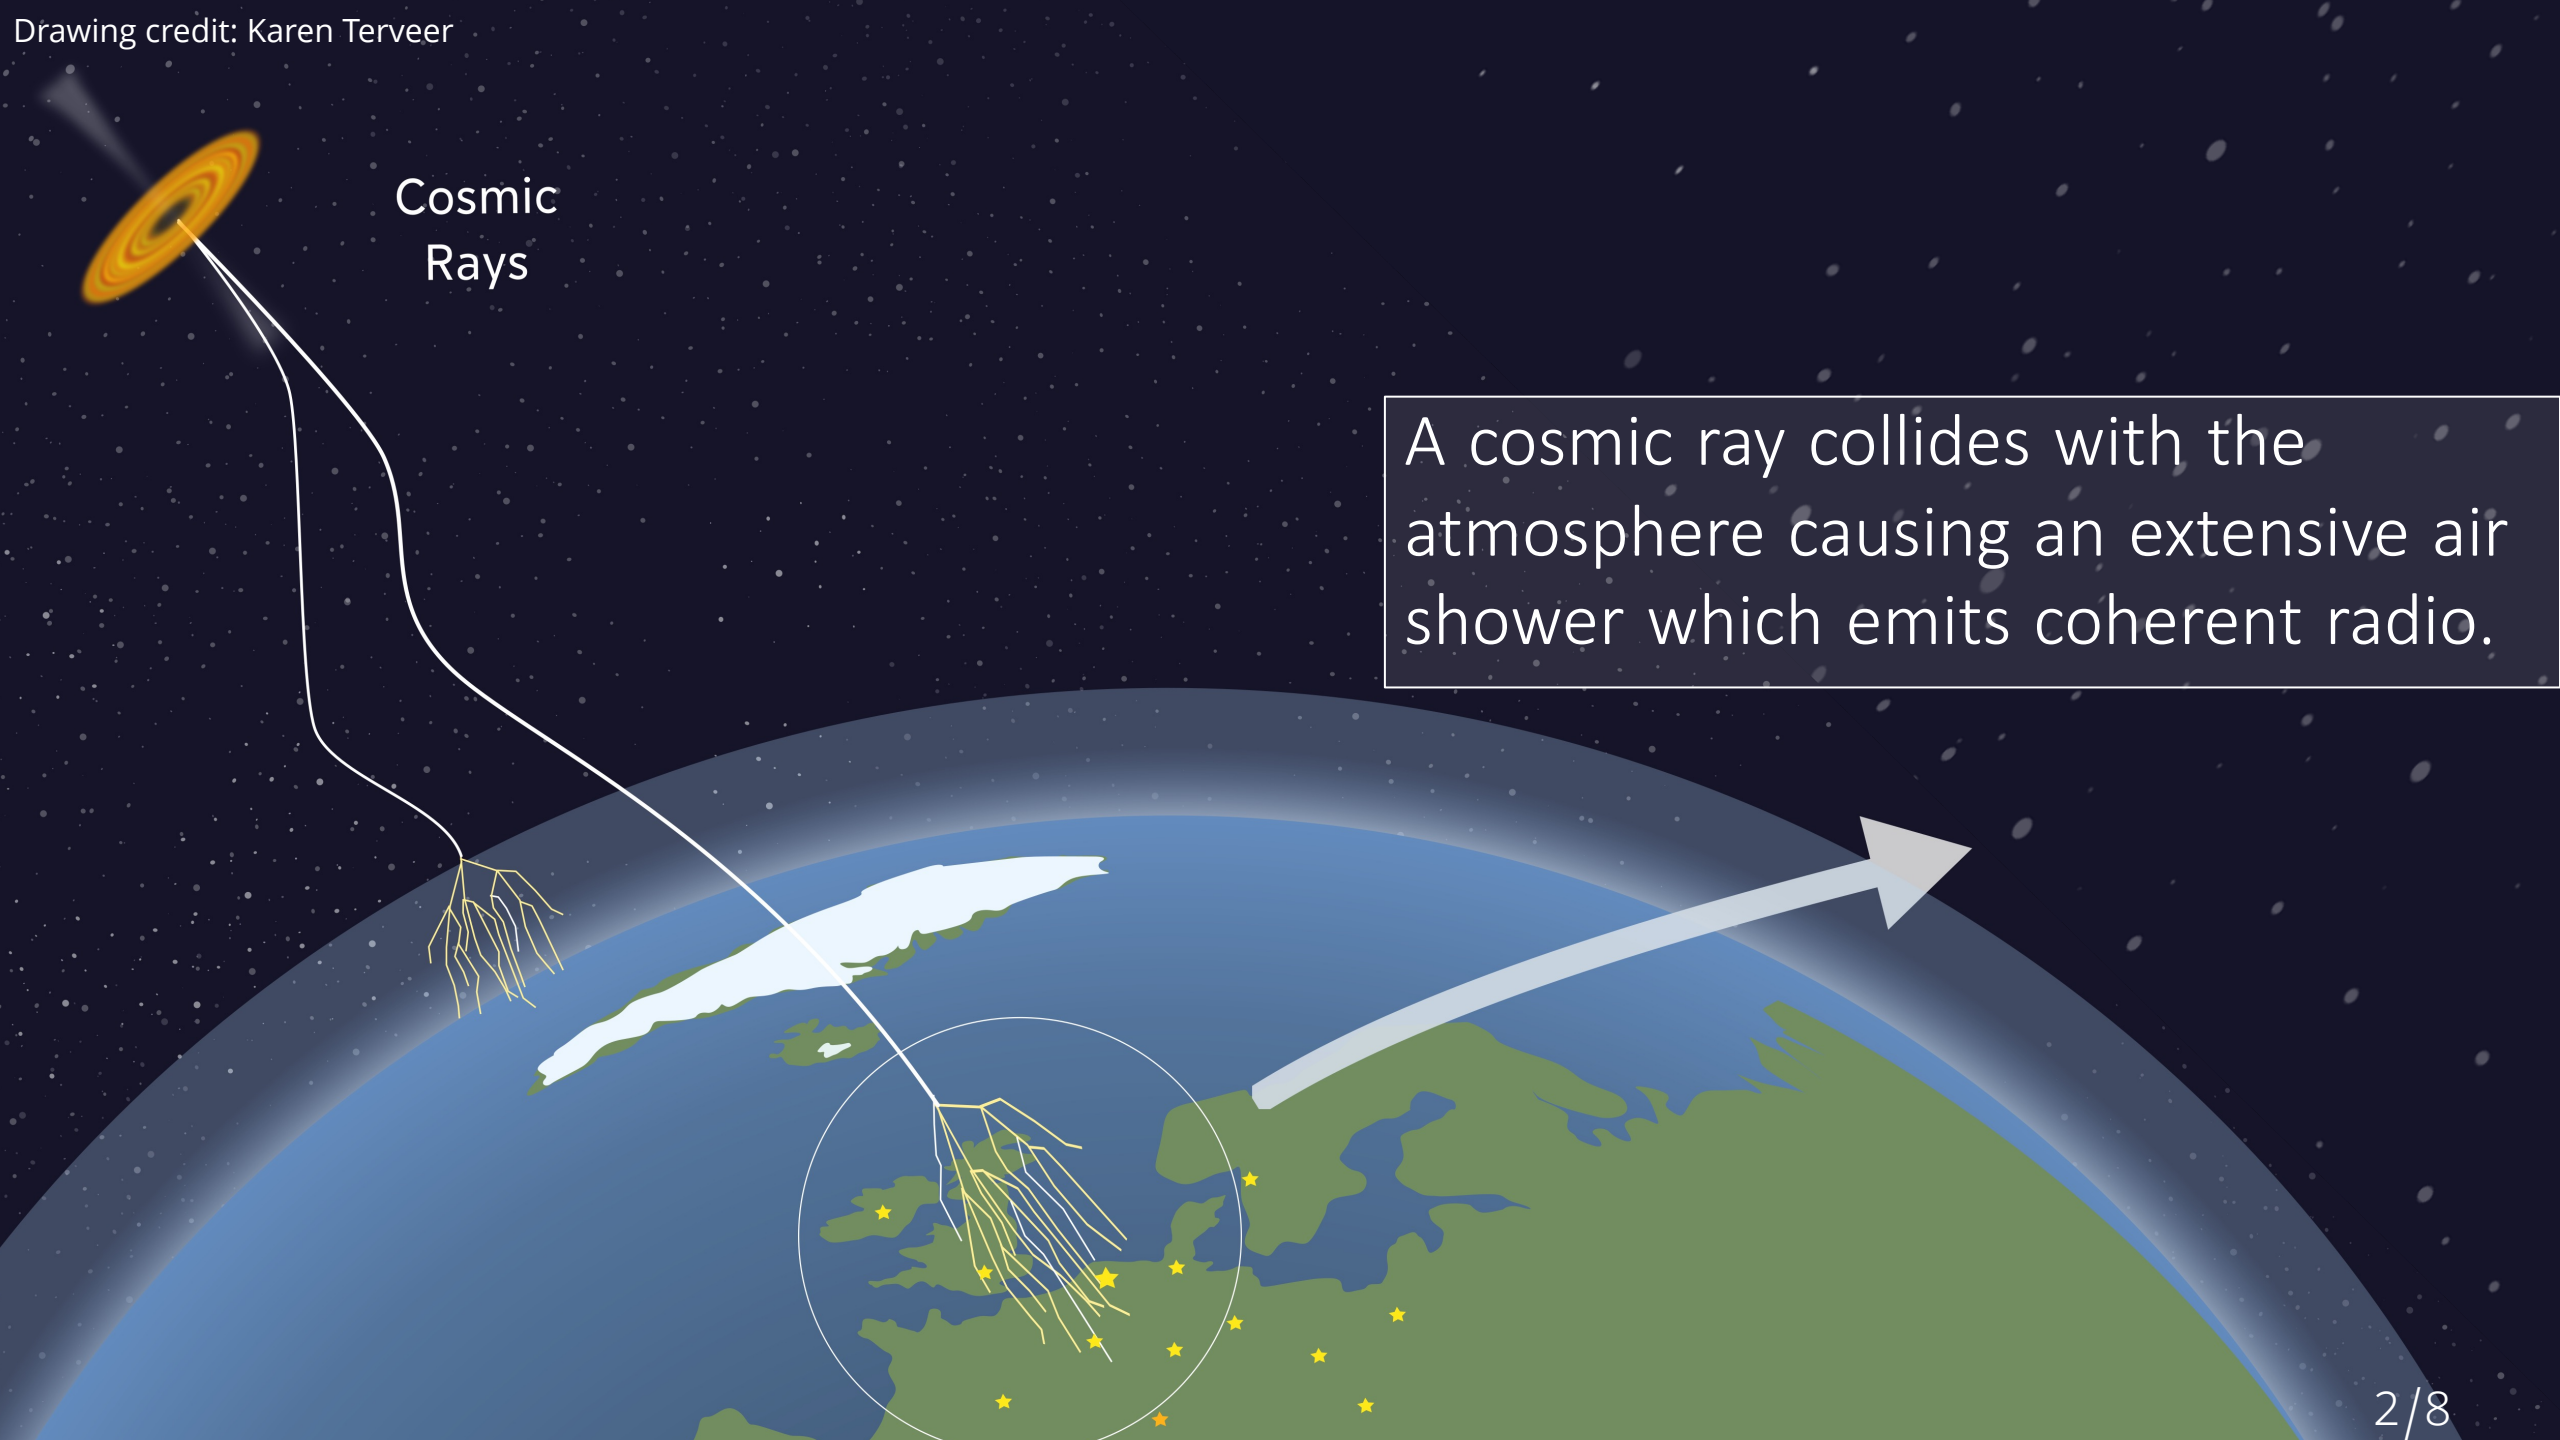 Drawing credit: Karen Terveer
Cosmic
Rays
A cosmic ray collides with the
atmosphere causing an extensive air
shower which emits coherent radio.
2/8